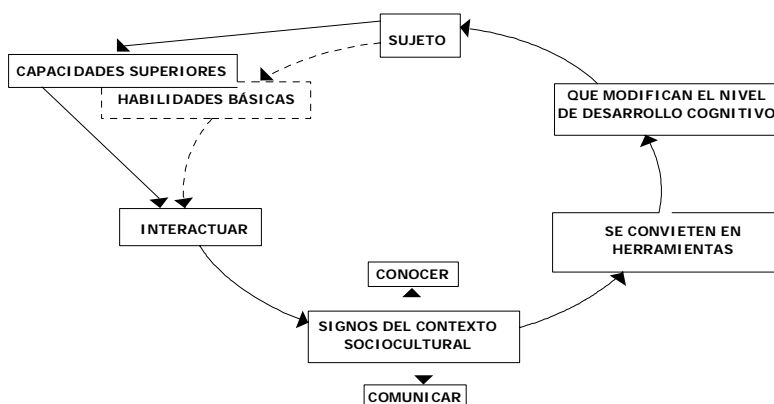 SUJETO
CAPACIDADES SUPERIORES
HABILIDADES BÁSICAS
QUE MODIFICAN EL NIVEL
DE DESARROLLO COGNITIVO
INTERACTUAR
SE CONVIETEN EN
HERRAMIENTAS
CONOCER
SIGNOS DEL CONTEXTO
SOCIOCULTURAL
COMUNICAR